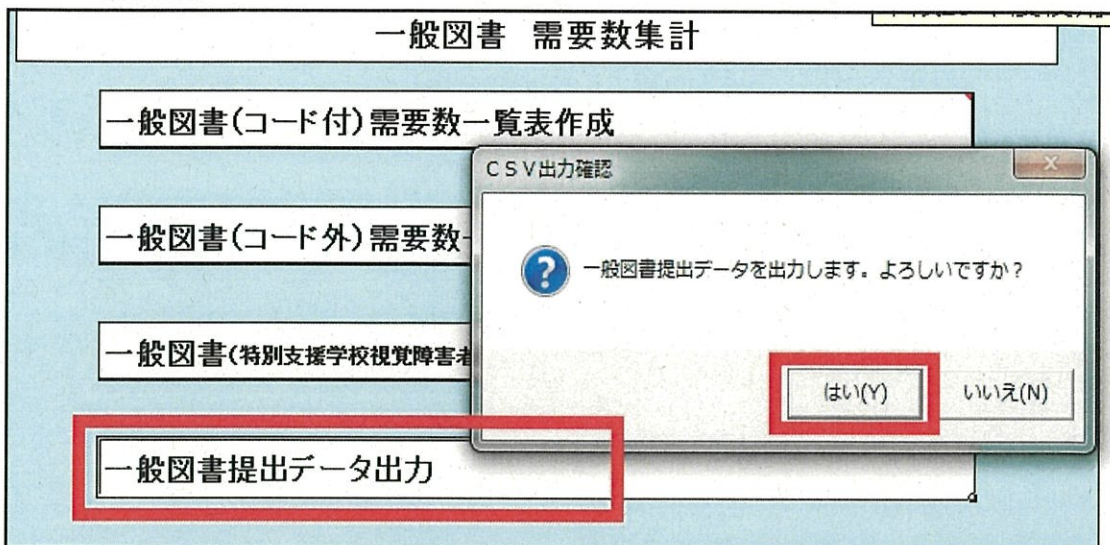 一般図書 需要数集計
一般図書(コード付)需要数一覧表作成
CSV出力確認
一般図書(コード外)需要数
一般図書提出データを出力します。よろしいですか?
一般図書(特別支援学校視覚障害者
はい(Y)
いいえ(N)
一般図書提出データ出力